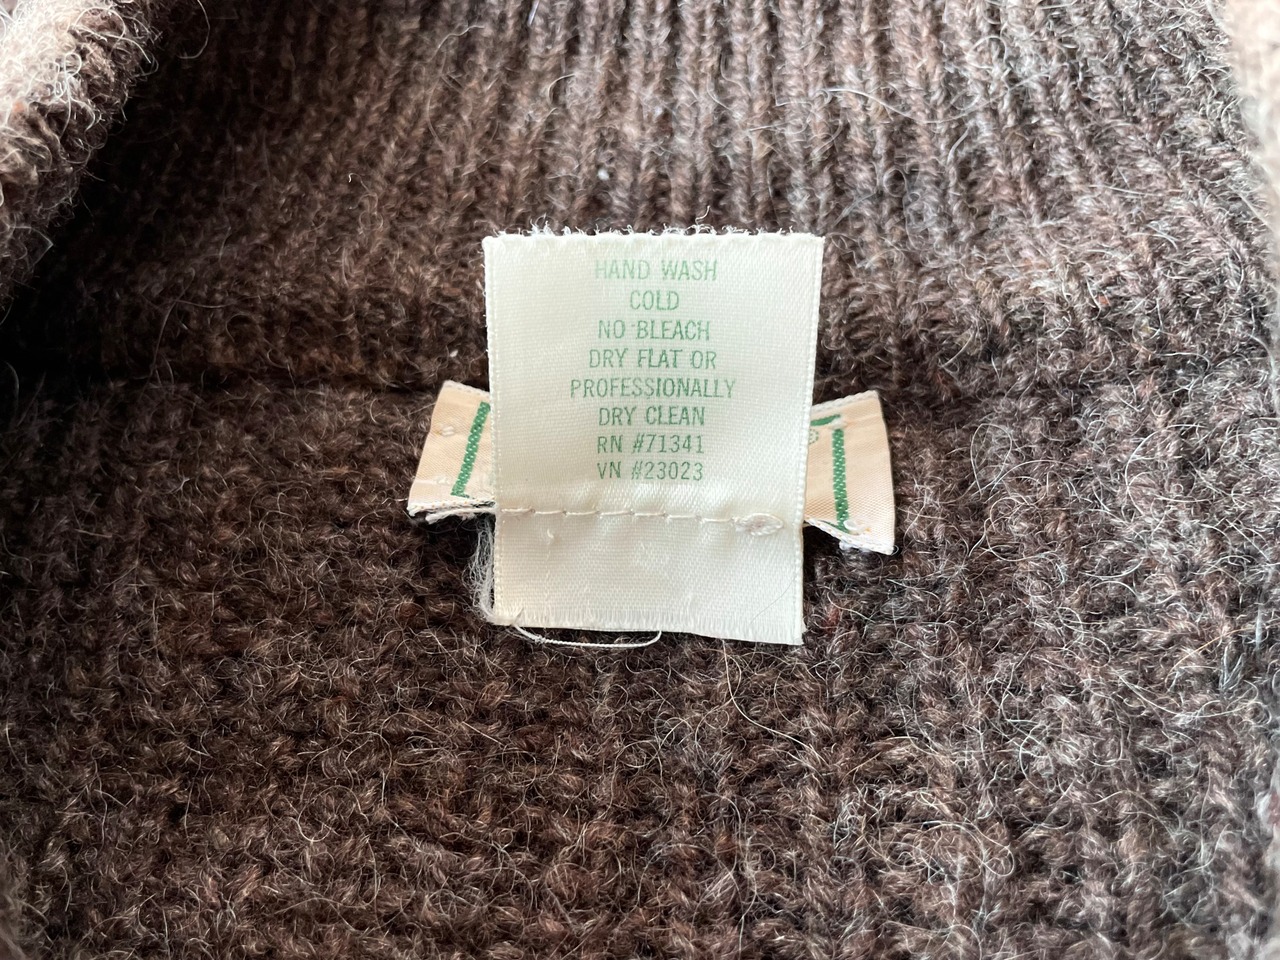 HAND WASH
COLD
NO BLEACH
DRY FLAT OR
PROFESSIONALLY
DRY CLEAN
RN #71341
VN #23023